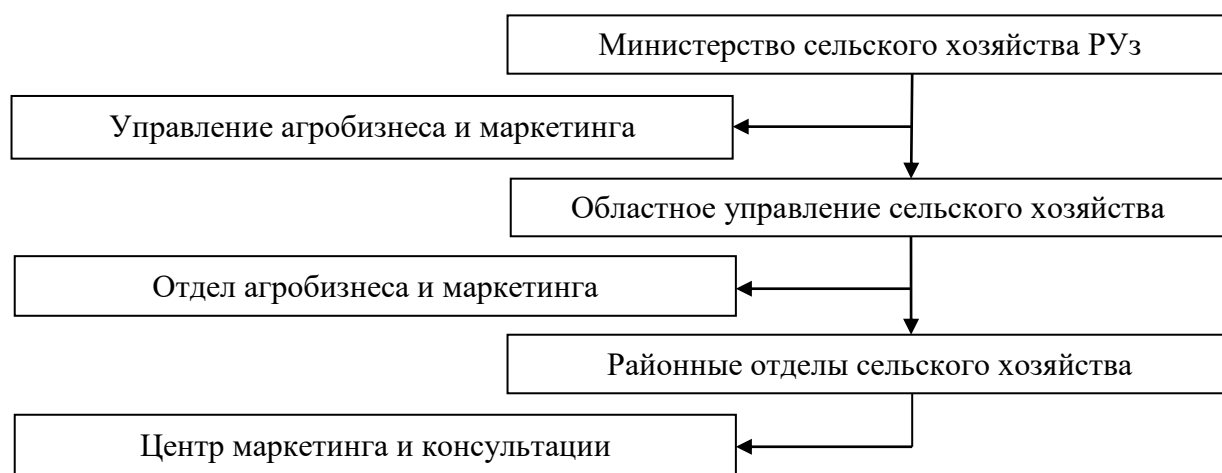 Министерство сельского хозяйства РУз
Управление агробизнеса и маркетинга
Областное управление сельского хозяйства
Отдел агробизнеса и маркетинга
Районные отделы сельского хозяйства
Центр маркетинга и консультации